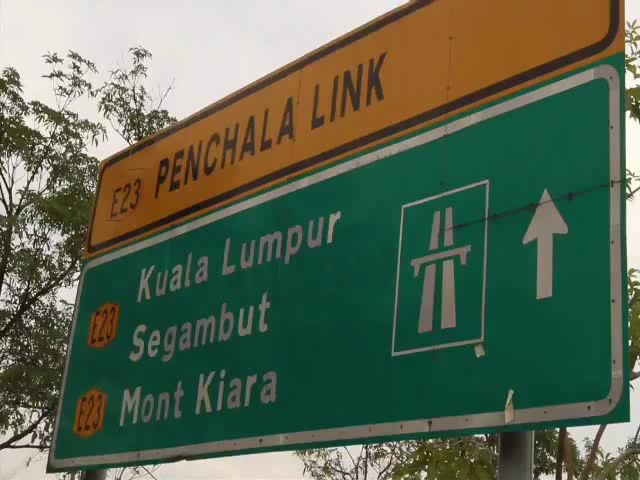 E23 PENCHALA LINK
Kuala Lumpur
E23 Segambut
E23 Mont Kiara